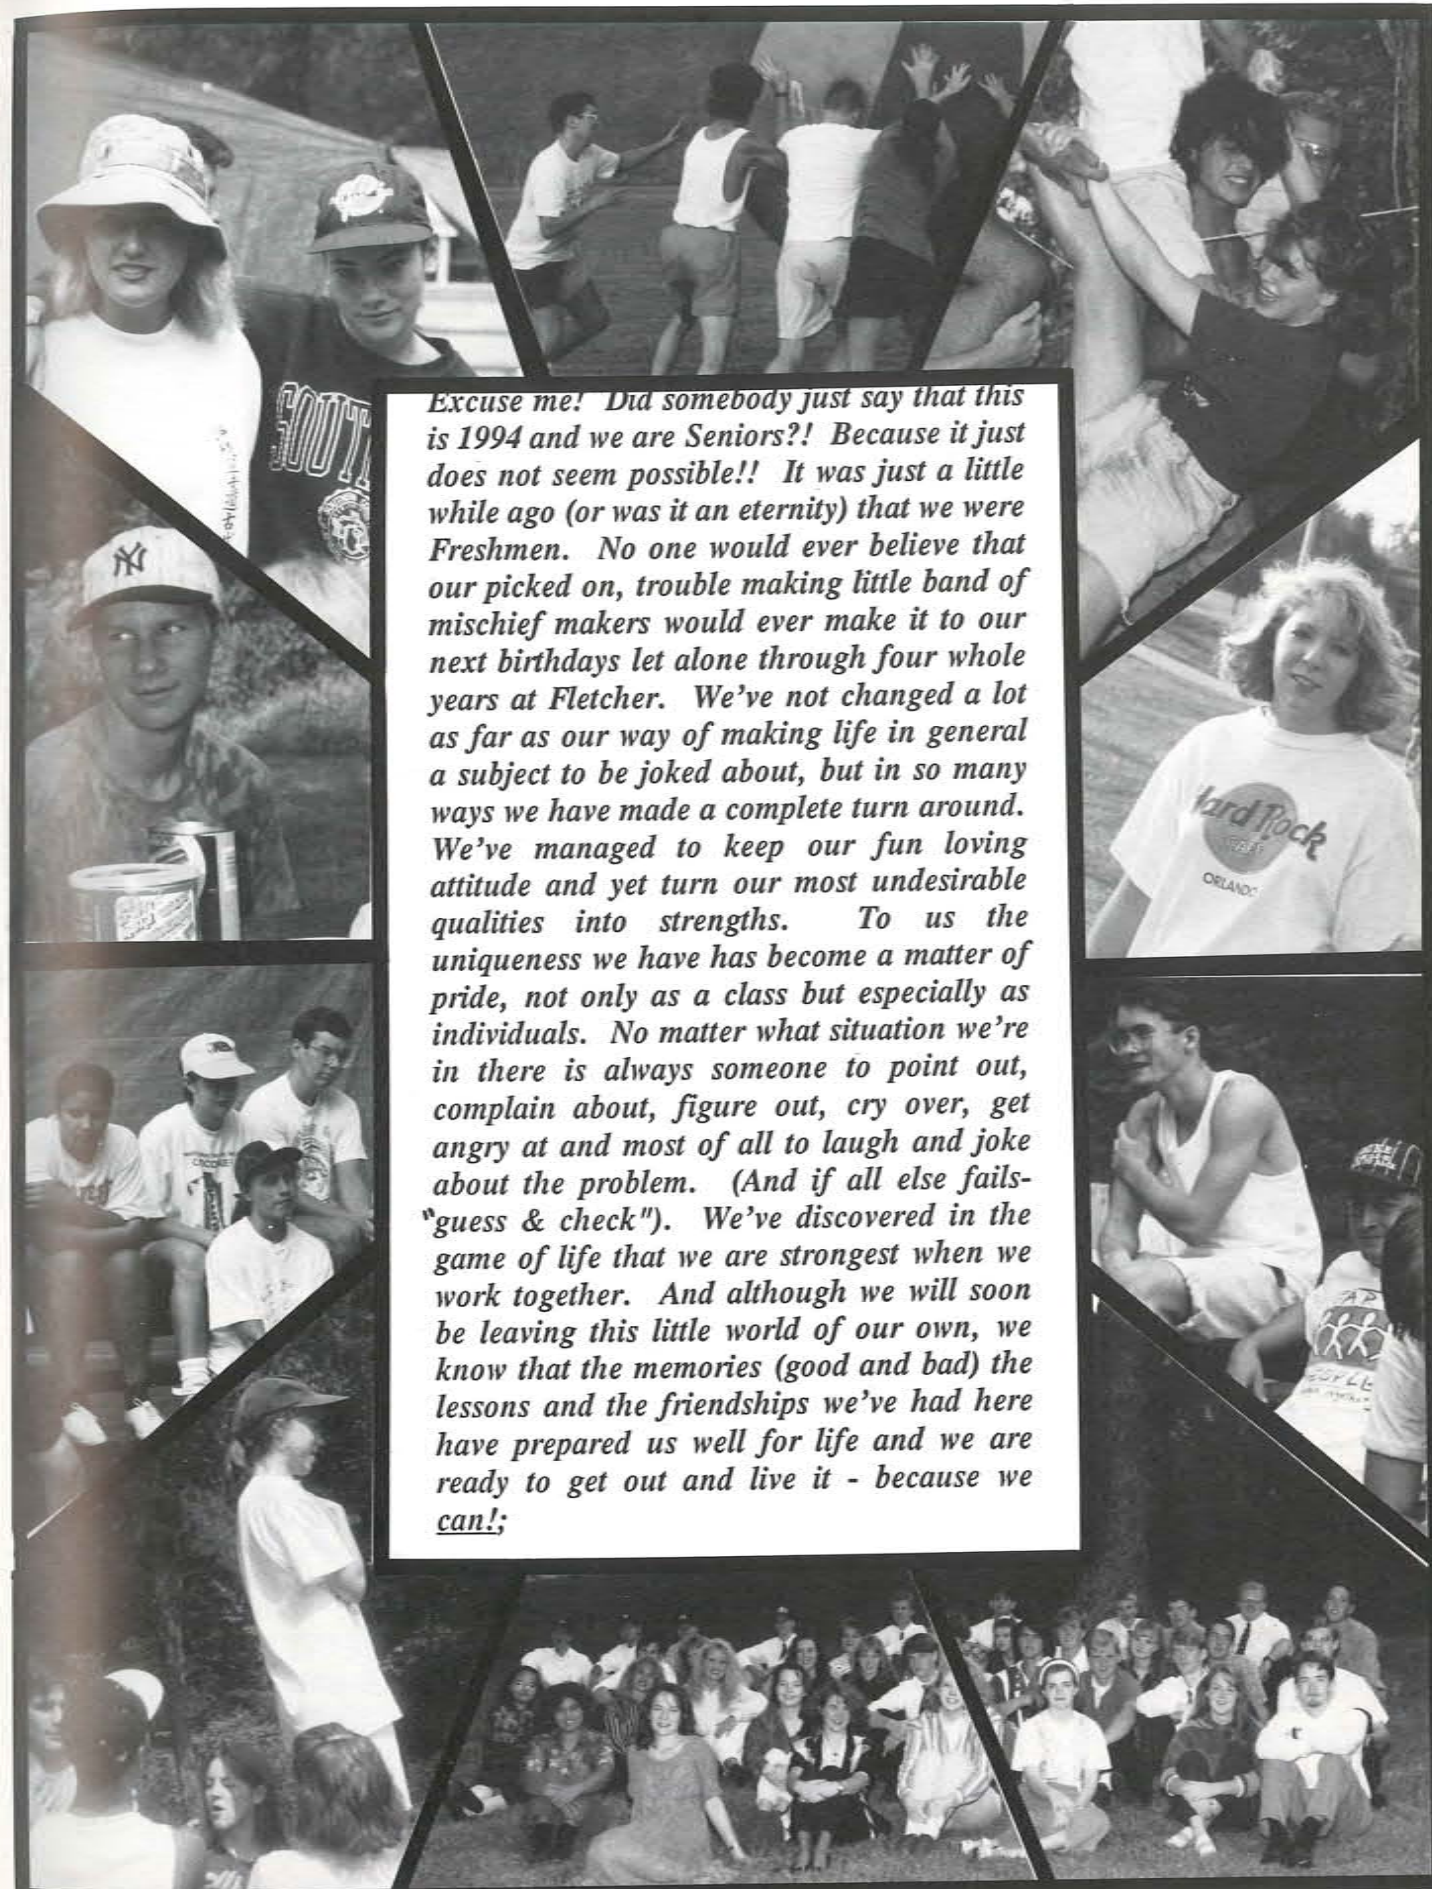 NY
SOUT
Excuse me! Did somebody just say that this
is 1994 and we are Seniors?! Because it just
does not seem possible!! It was just a little
while ago (or was it an eternity) that we were
Freshmen. No one would ever believe that
our picked on, trouble making little band of
mischief makers would ever make it to our
next birthdays let alone through four whole
years at Fletcher. We've not changed a lot
as far as our way of making life in general
a subject to be joked about, but in so many
ways we have made a complete turn around.
We've managed to keep our fun loving
attitude and yet turn our most undesirable
qualities into strengths. To us the
uniqueness we have has become a matter of
pride, not only as a class but especially as
individuals. No matter what situation we're
in there is always someone to point out,
complain about, figure out, cry over, get
angry at and most of all to laugh and joke
about the problem. (And if all else fails-
"guess & check"). We've discovered in the
game of life that we are strongest when we
work together. And although we will soon
be leaving this little world of our own, we
know that the memories (good and bad) the
lessons and the friendships we've had here
have prepared us well for life and we are
ready to get out and live it - because we
can!;
Hard Rock
CAFE
ORLANDO